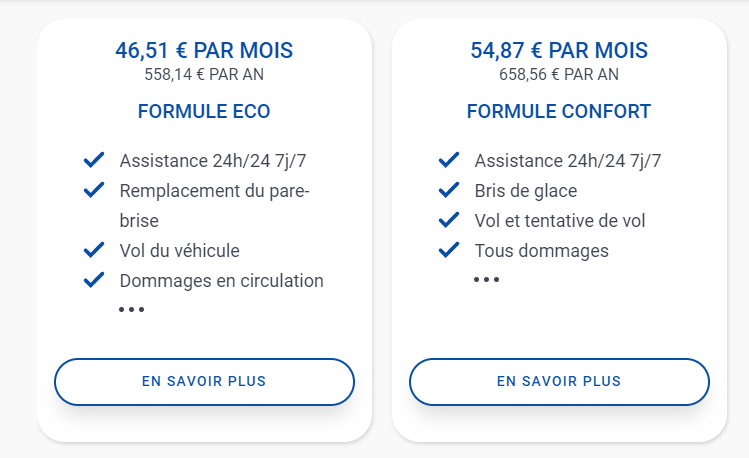 46,51 € PAR MOIS
558,14 € PAR AN
FORMULE ECO
Assistance 24h/24 7j/7
Remplacement du pare-
brise
Vol du véhicule
Dommages en circulation
•••
EN SAVOIR PLUS
54,87 € PAR MOIS
658,56 € PAR AN
FORMULE CONFORT
Assistance 24h/24 7j/7
Bris de glace
Vol et tentative de vol
Tous dommages
•••
EN SAVOIR PLUS